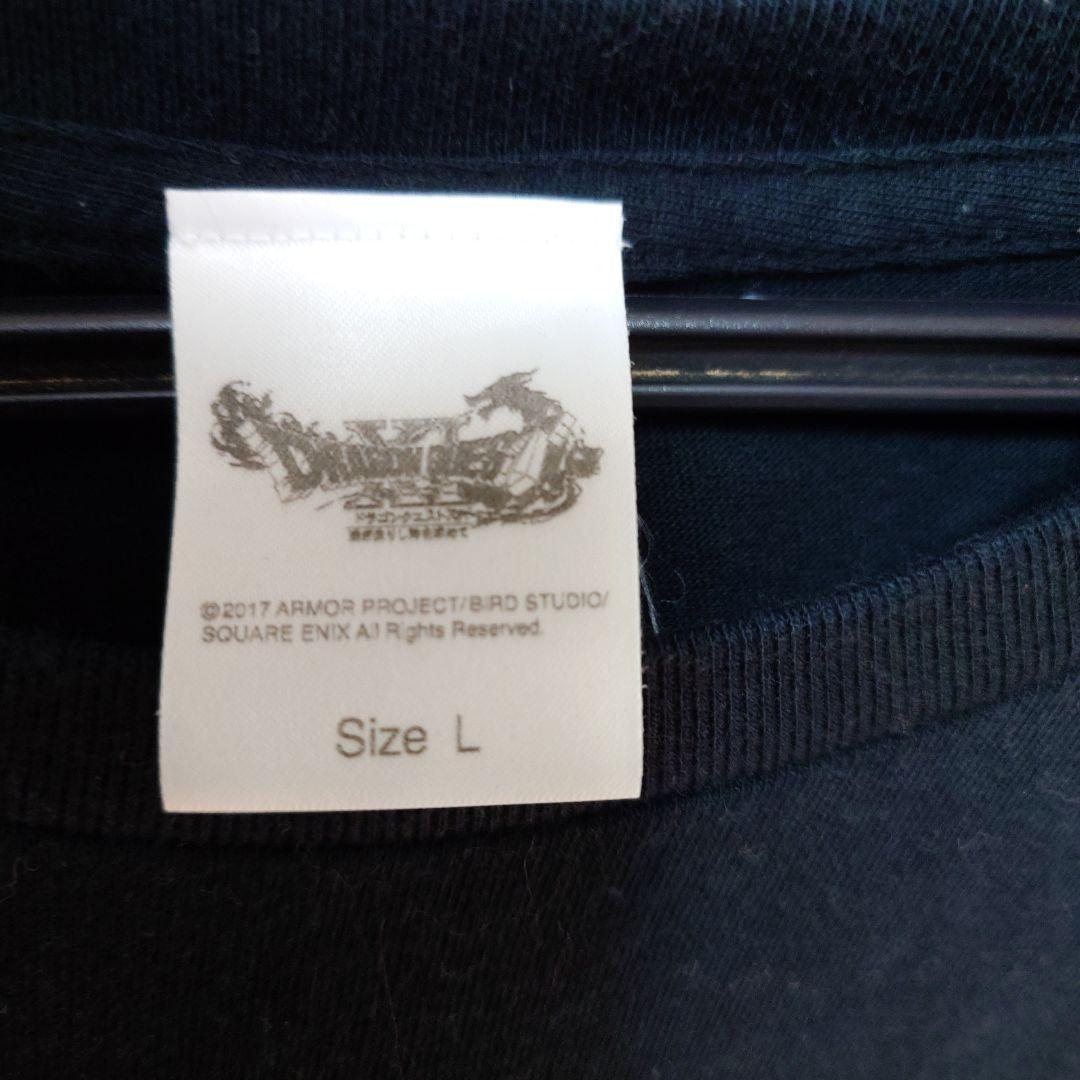 XI
DRAGON QUEST
ドラゴンクエストXI
過ぎ去りし時を求めて
©2017 ARMOR PROJECT/BIRD STUDIO/
SQUARE ENIX All Rights Reserved.
Size L